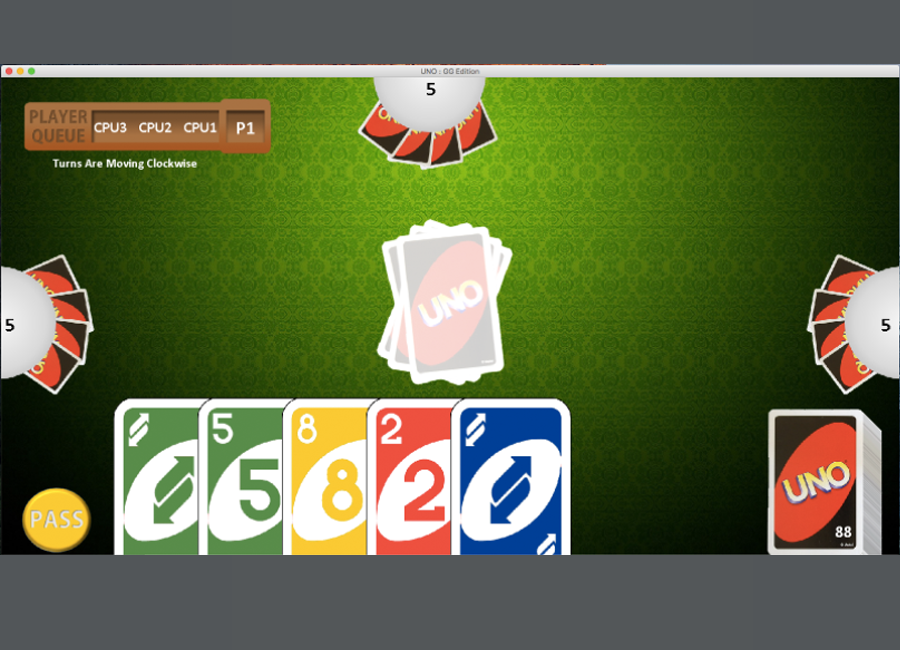 UNO : GG Edition
PLAYER QUEUE
CPU3 CPU2 CPU1 P1
Turns Are Moving Clockwise
5
5
5
UNO
5
8
2
5
8
2
PASS
UNO
88